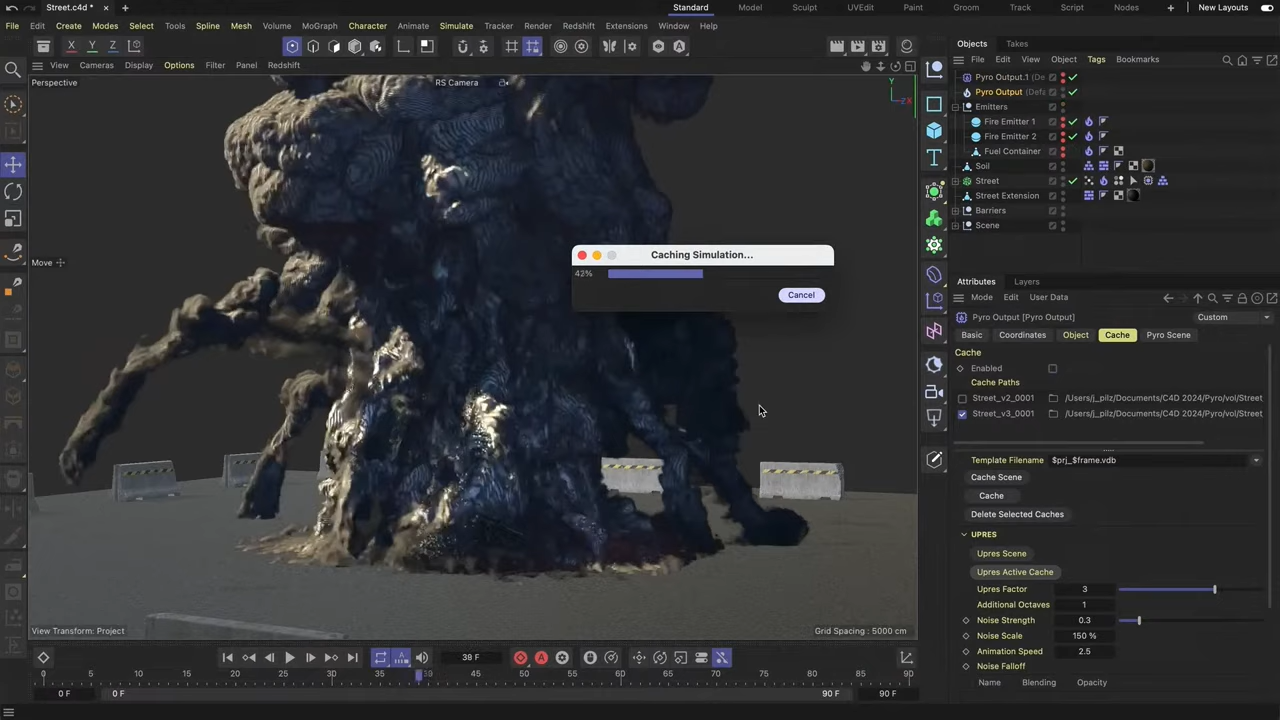 Street.c4d *
Standard
Model
Sculpt
UVEdit
Paint
Groom
Track
Script
Nodes
New Layouts
File Edit Create Modes Select Tools Spline Mesh Volume MoGraph Character Animate Simulate Tracker Render Redshift Extensions Window Help
View Cameras Display Options Filter Panel Redshift
Perspective
RS Camera
Y
Z X
Move
Caching Simulation...
42%
Cancel
View Transform: Project
Grid Spacing : 5000 cm
38 F
0 5 10 15 20 25 30 35 45 50 55 60 65 70 75 80 85 90
0 F
0 F
90 F
90 F
Objects Takes
File Edit View Object Tags Bookmarks
Pyro Output.1
Pyro Output
Emitters
Fire Emitter 1
Fire Emitter 2
Fuel Container
Soil
Street
Street Extension
Barriers
Scene
Attributes Layers
Mode Edit User Data
Pyro Output [Pyro Output]
Custom
Basic Coordinates Object Cache Pyro Scene
Cache
Enabled
Cache Paths
Street_v2_0001 /Users/j_pilz/Documents/C4D 2024/Pyro/vol/Street
Street_v3_0001 /Users/j_pilz/Documents/C4D 2024/Pyro/vol/Street
Template Filename $prj_$frame.vdb
Cache Scene
Cache
Delete Selected Caches
UPRES
Upres Scene
Upres Active Cache
Upres Factor 3
Additional Octaves 1
Noise Strength 0.3
Noise Scale 150 %
Animation Speed 2.5
Noise Falloff
Name Blending Opacity